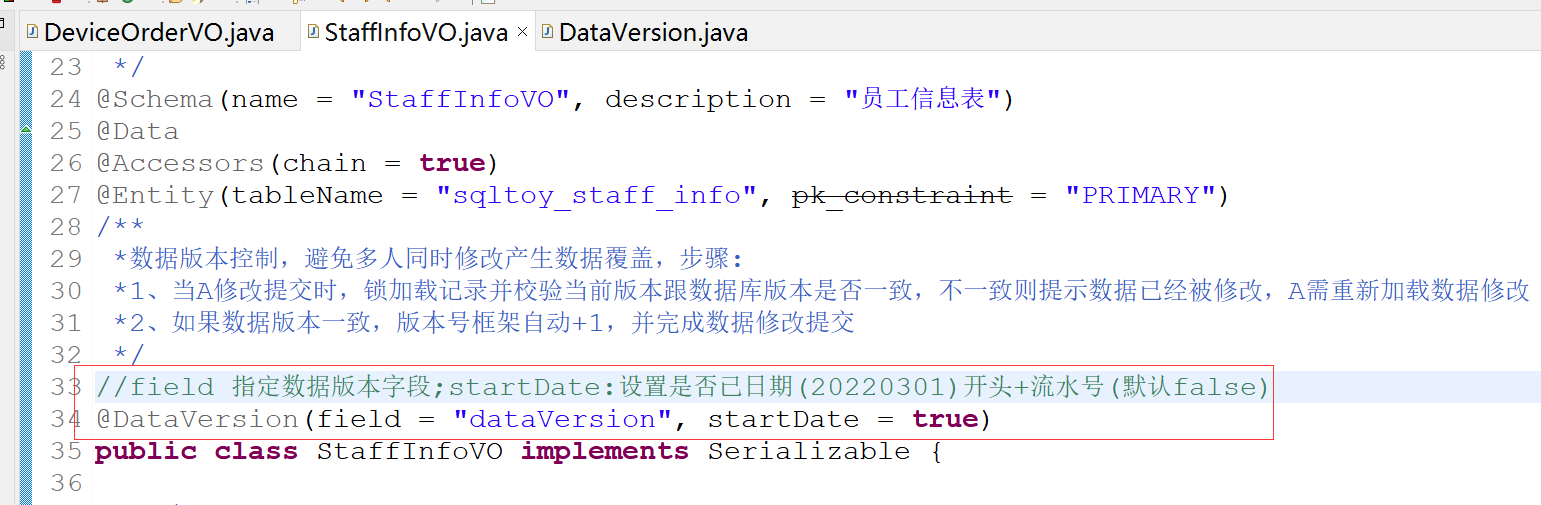 DeviceOrderVO.java StaffInfoVO.java × DataVersion.java
23 */
24 @Schema(name = "StaffInfoVO", description = "员工信息表")
25 @Data
26 @Accessors(chain = true)
27 @Entity(tableName = "sqltoy_staff_info", pk_constraint = "PRIMARY")
28 /**
29 *数据版本控制，避免多人同时修改产生数据覆盖，步骤：
30 *1、当A修改提交时，锁加载记录并校验当前版本跟数据库版本是否一致，不一致则提示数据已经被修改，A需重新加载数据修改
31 *2、如果数据版本一致，版本号框架自动+1，并完成数据修改提交
32 */
33 //field 指定数据版本字段;startDate:设置是否已日期(20220301)开头+流水号(默认false)
34 @DataVersion(field = "dataVersion", startDate = true)
35 public class StaffInfoVO implements Serializable {
36